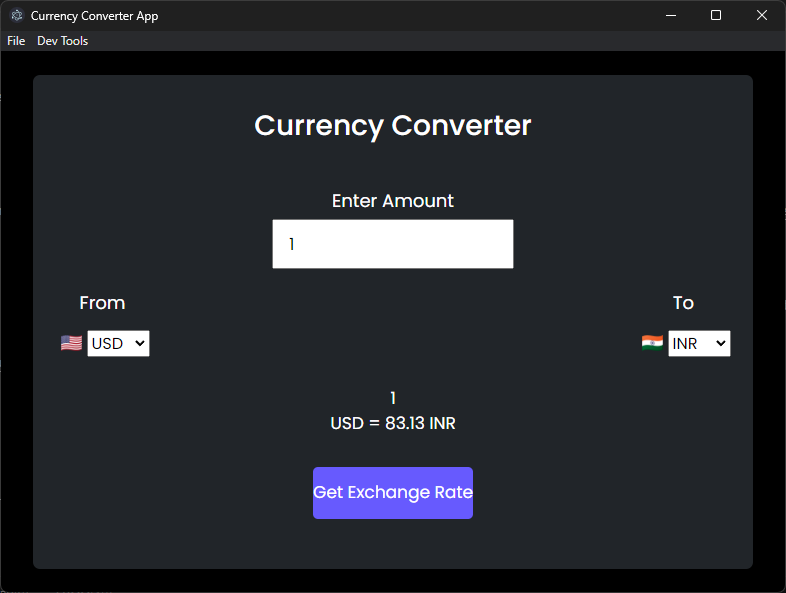 Currency Converter App
File Dev Tools
Currency Converter
Enter Amount
1
From To
USD INR
1
USD = 83.13 INR
Get Exchange Rate